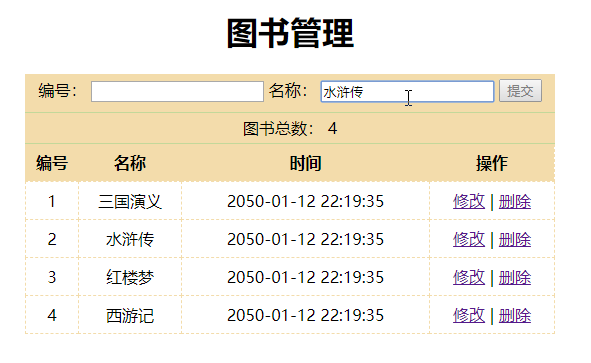 图书管理
编号： 名称： 水浒传 提交
图书总数： 4
编号 名称 时间 操作
1 三国演义 2050-01-12 22:19:35 修改 | 删除
2 水浒传 2050-01-12 22:19:35 修改 | 删除
3 红楼梦 2050-01-12 22:19:35 修改 | 删除
4 西游记 2050-01-12 22:19:35 修改 | 删除